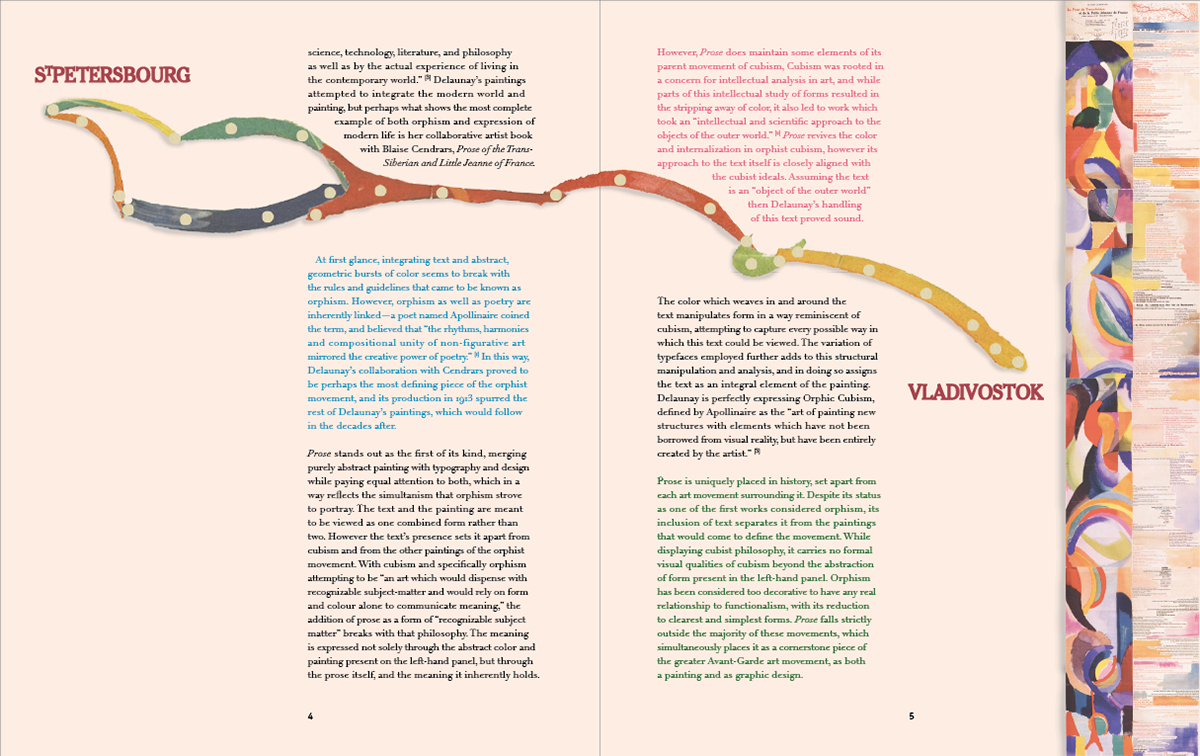 STPETERSBOURG
science, technology, literature, and philosophy
as well as by the actual experience of living in
the contemporary world." [5] Delaunay's paintings
attempted to integrate the modern world and
painting, but perhaps what shows the most complete
example of both orphism and expression of
modern life is her collaborative artist book
with Blaise Cendrars, Prose of the Trans-
Siberian and Little Jeanne of France.
At first glance, integrating text and abstract,
geometric bursts of color seems to break with
the rules and guidelines that came to be known as
orphism. However, orphism as well as poetry are
inherently linked—a poet named Apollinaire coined
the term, and believed that "the rhythms, harmonies
and compositional unity of non-figurative art
mirrored the creative power of poetry." In this way,
Delaunay's collaboration with Cendrars proved to
be perhaps the most defining piece of the orphist
movement, and its production in 1913 spurred the
rest of Delaunay's paintings, which would follow
in the decades after.
Prose stands out as the first of its kind, merging
purely abstract painting with typography and design
while paying equal attention to both, which in a
way reflects the simultanism that orphism strove
to portray. The text and the painting are meant
to be viewed as one combined form rather than
two. However the text's presence sets it apart from
cubism and from the other paintings of the orphist
movement. With cubism and specifically orphism
attempting to be "an art which would dispense with
recognizable subject-matter and would rely on form
and colour alone to communicate meaning," the
addition of prose as a form of "recognizable subject
matter" breaks with that philosophy. The meaning
is expressed not solely through the abstract color and
painting present on the left-hand panel, but through
the prose itself, and the meaning it inherently holds.
4
However, Prose does maintain some elements of its
parent movement of cubism, Cubism was rooted in
a concern for intellectual analysis in art, and while
parts of this intellectual study of forms resulted in
the stripping away of color, it also led to work which
took an "intellectual and scientific approach to the
objects of the outer world." Prose revives the color
and internalization in orphist cubism, however its
approach to the text itself is closely aligned with
the cubist ideals. Assuming the text
is an "object of the outer world"
then Delaunay's handling
of this text proved sound.
The color which weaves in and around the
text manipulates form in a way reminiscent of
cubism, attempting to capture every possible way in
which this text could be viewed. The variation of
typefaces employed further adds to this structural
manipulation and analysis, and in doing so assigns
the text as an integral element of the painting.
Delaunay is perfectly expressing Orphic Cubism,
defined by Apollinaire as the "art of painting new
structures with elements which have not been
borrowed from visual reality, but have been entirely
created by the artist." [5]
Prose is uniquely placed in history, set apart from
each art movement surrounding it. Despite its status
as one of the first works considered orphism, its
inclusion of text separates it from the paintings
that would come to define the movement. While
displaying cubist philosophy, it carries no formal
visual qualities of cubism beyond the abstraction
of form present in the left-hand panel. Orphism
has been considered too decorative to have any real
relationship to functionalism, with its reduction
to clearest and simplest forms. Prose falls strictly
outside the majority of these movements, which
simultaneously places it as a cornerstone piece of
the greater Avant-Garde art movement, as both
a painting and as graphic design.
VLADIVOSTOK
5